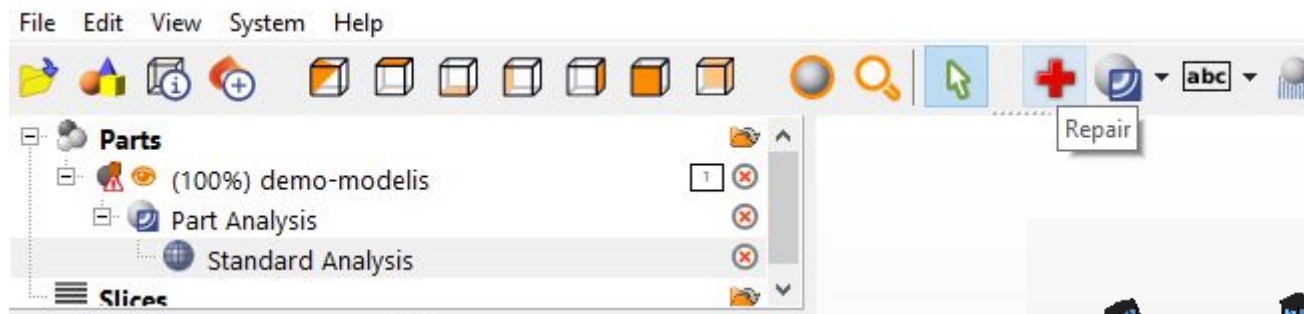 File Edit View System Help
abc
Repair
Parts
(100%) demo-modelis
1
Part Analysis
Standard Analysis
Slices